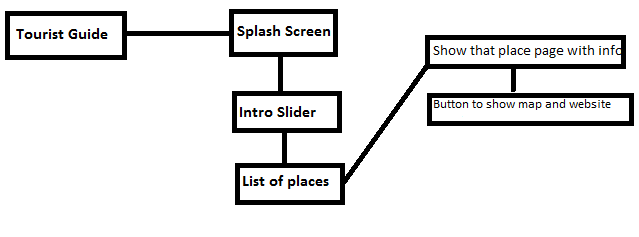 Tourist Guide
Splash Screen
Intro Slider
List of places
Show that place page with info
Button to show map and website